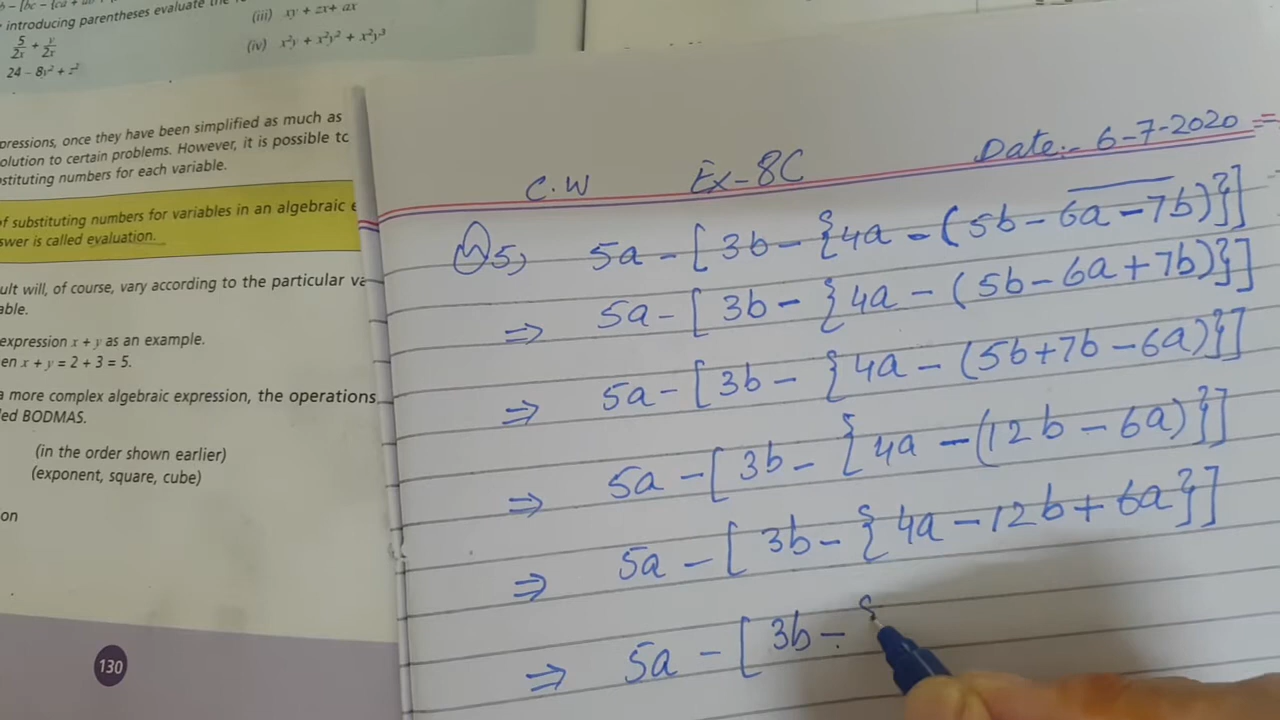 introducing parentheses evaluate the
5/2x + y/2x
24 – 8y² + z²
(iii) xy + zx + ax
(iv) x²y + x²y² + x²y³
pressions, once they have been simplified as much as
olution to certain problems. However, it is possible to
stituting numbers for each variable.
of substituting numbers for variables in an algebraic e
swer is called evaluation.
ult will, of course, vary according to the particular va
able.
expression x + y as an example.
en x + y = 2 + 3 = 5.
a more complex algebraic expression, the operations
led BODMAS.
(in the order shown earlier)
(exponent, square, cube)
on
130
C.W Ex-8C Date:- 6-7-2020
Q5, 5a - [3b - {4a - (5b - 6a̅ ̅-̅ ̅7̅b̅)}]
⇒ 5a - [3b - {4a - (5b - 6a + 7b)}]
⇒ 5a - [3b - {4a - (5b + 7b - 6a)}]
⇒ 5a - [3b - {4a - (12b - 6a)}]
⇒ 5a - [3b - {4a - 12b + 6a}]
⇒ 5a - [3b -